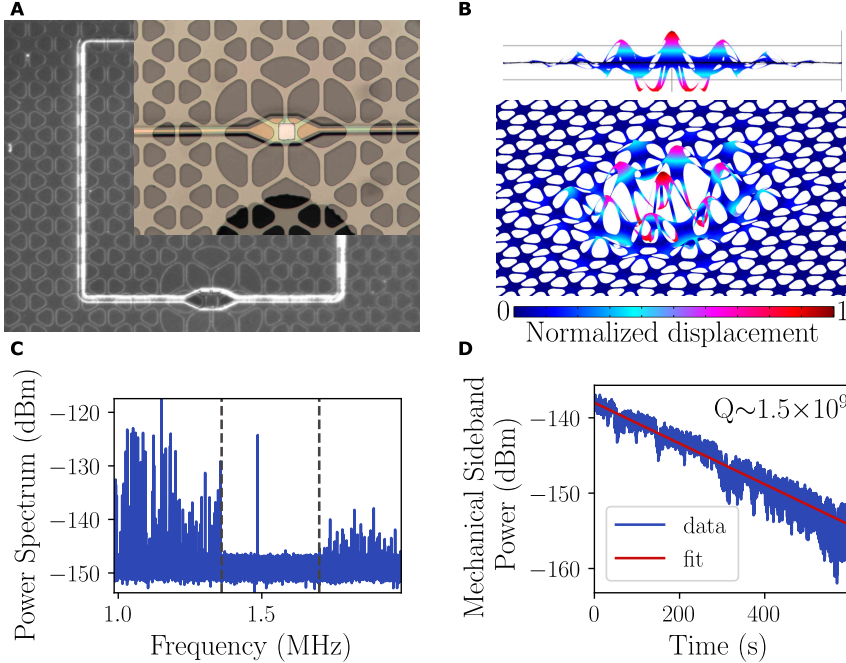 A
B
0
1
Normalized displacement
C
Power Spectrum (dBm)
−120
−130
−140
−150
1.0
1.5
Frequency (MHz)
D
Mechanical Sideband
Power (dBm)
−140
−150
−160
Q~1.5×10⁹
data
fit
0
200
400
Time (s)